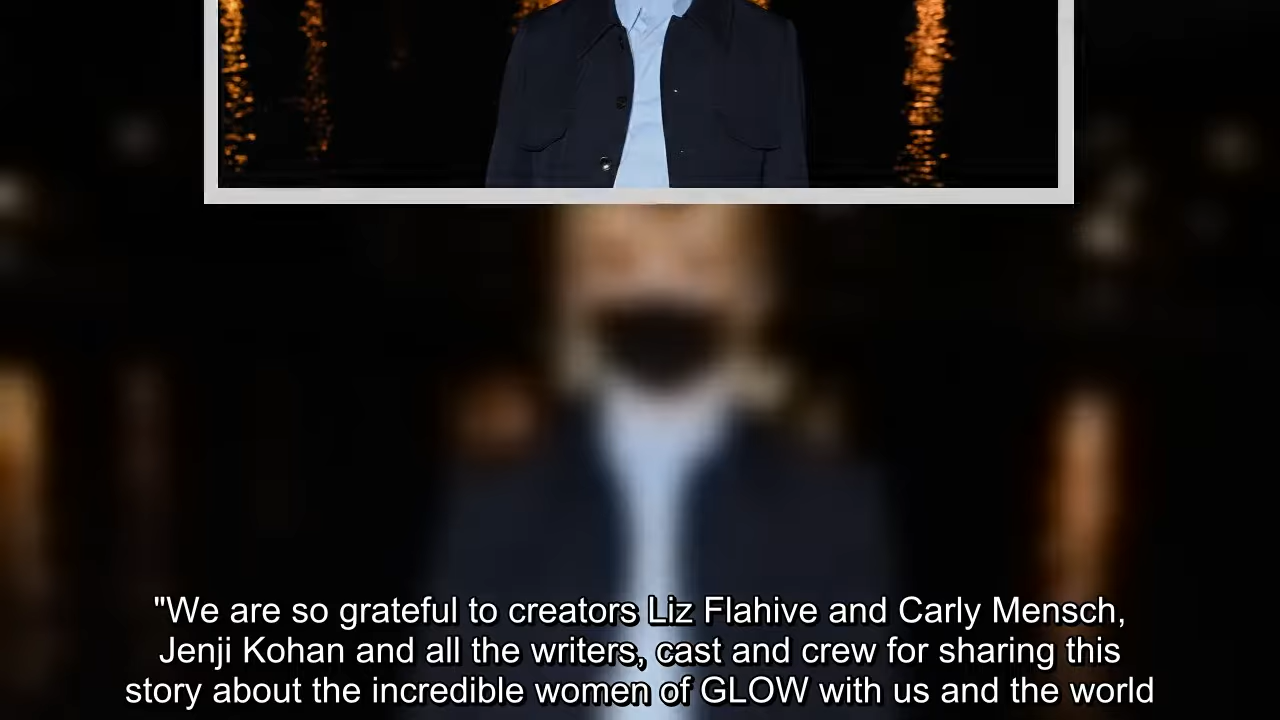 "We are so grateful to creators Liz Flahive and Carly Mensch,
Jenji Kohan and all the writers, cast and crew for sharing this
story about the incredible women of GLOW with us and the world